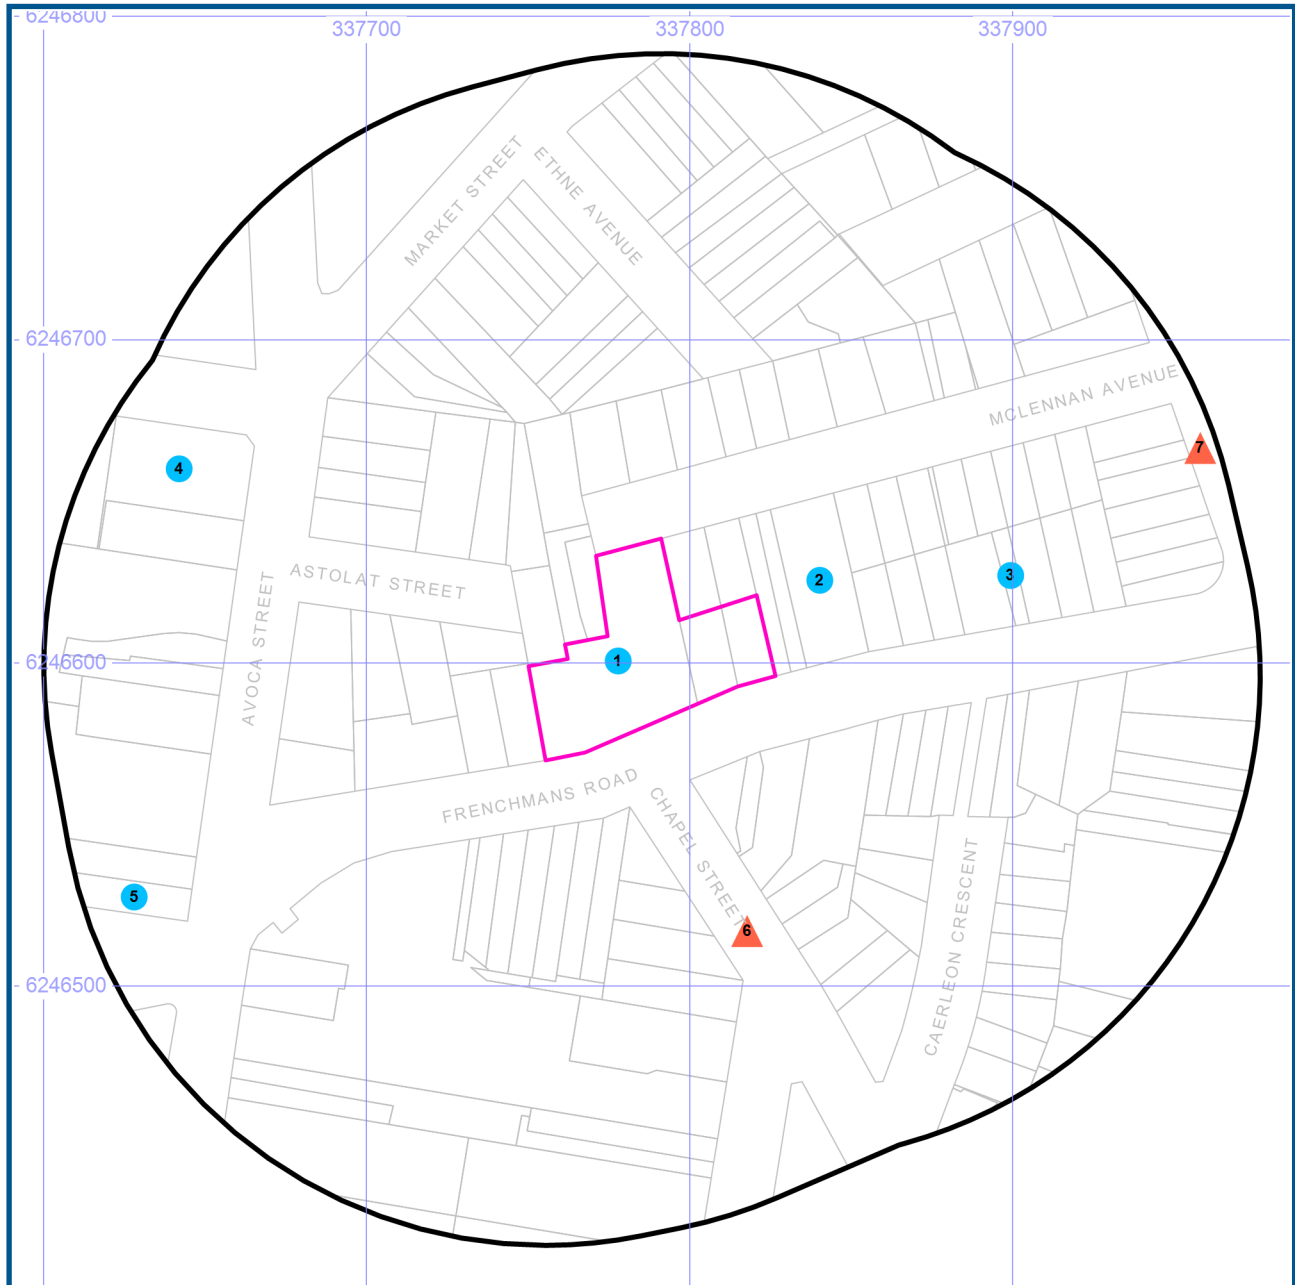 6246800
337700
337800
337900
MARKET STREET
ETHNE AVENUE
6246700
MCLENNAN AVENUE
7
4
ASTOLAT STREET
2
3
AVOCA STREET
6246600
1
FRENCHMANS ROAD
CHAPEL STREET
CAERLEON CRESCENT
5
6
6246500